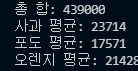 총 합: 439000
사과 평균: 23714
포도 평균: 17571
오렌지 평균: 21428